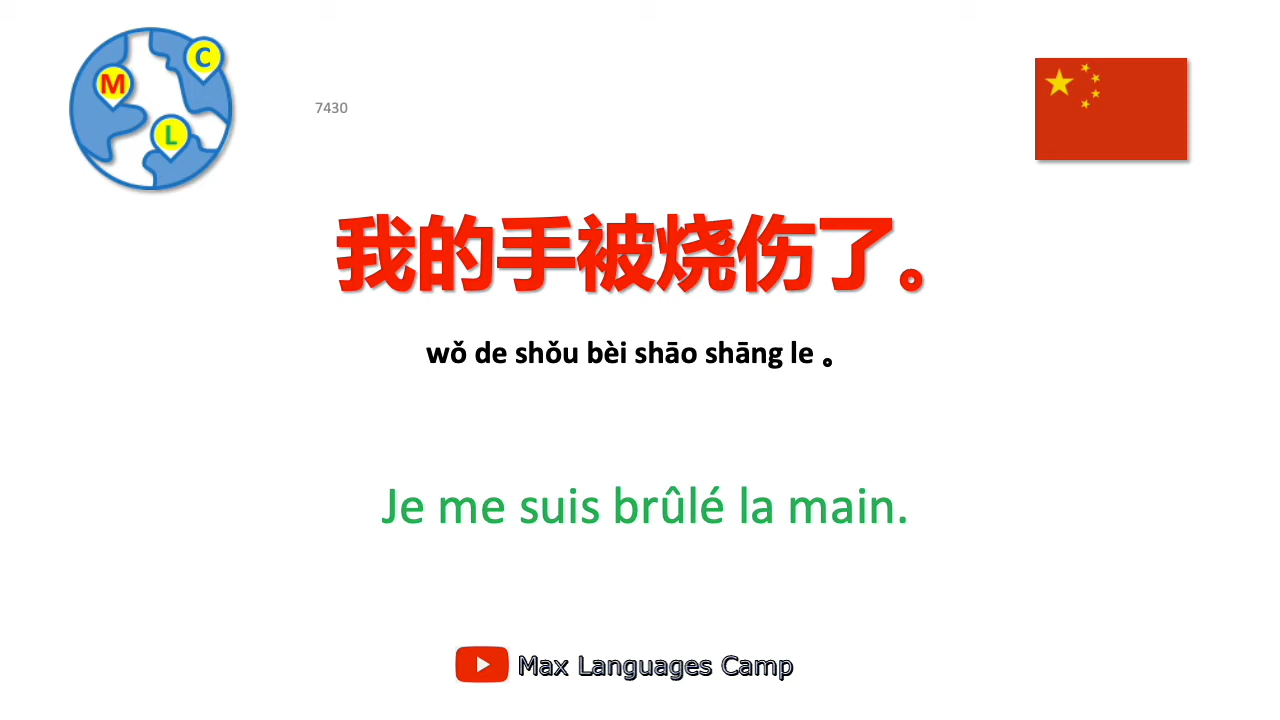 M
C
L
7430
我的手被烧伤了。
wǒ de shǒu bèi shāo shāng le 。
Je me suis brûlé la main.
Max Languages Camp